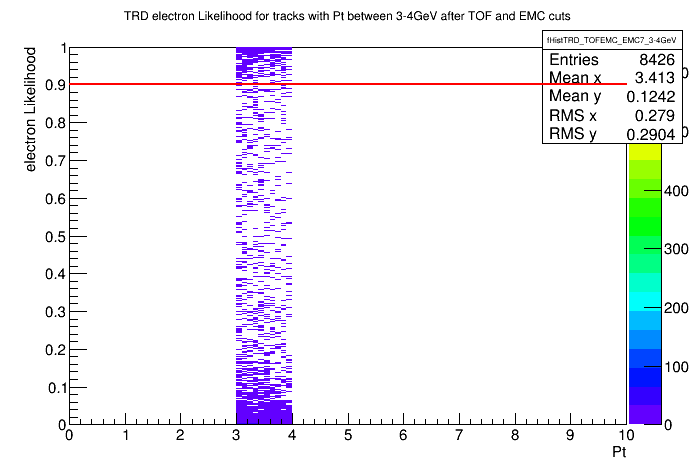 TRD electron Likelihood for tracks with Pt between 3-4GeV after TOF and EMC cuts
fHistTRD_TOFEMC_EMC7_3-4GeV
Entries 8426
Mean x 3.413
Mean y 0.1242
RMS x 0.279
RMS y 0.2904
electron Likelihood
1
0.9
0.8
0.7
0.6
0.5
0.4
0.3
0.2
0.1
0
0 1 2 3 4 5 6 7 8 9 10
Pt
400
300
200
100
0